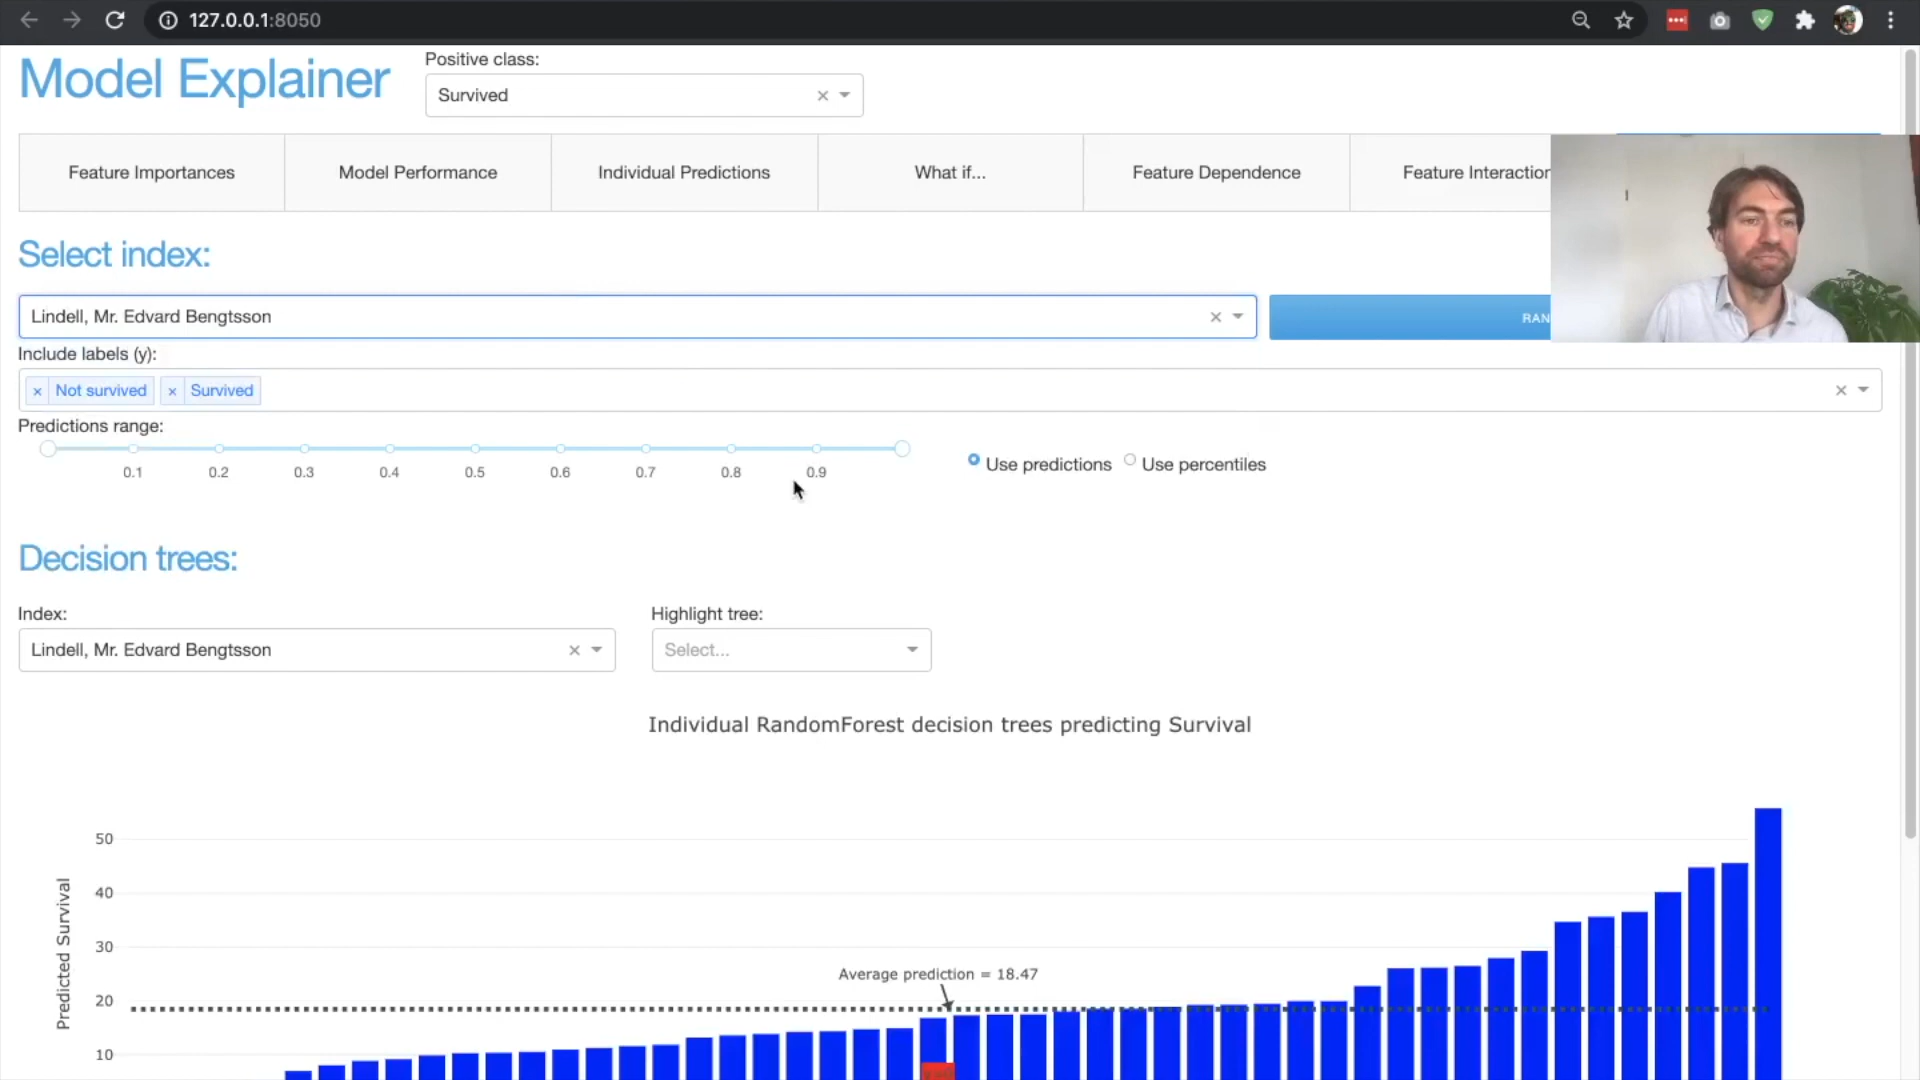 127.0.0.1:8050
Model Explainer
Positive class:
Survived
Feature Importances
Model Performance
Individual Predictions
What if...
Feature Dependence
Feature Interaction
Select index:
Lindell, Mr. Edvard Bengtsson
RAN
Include labels (y):
× Not survived × Survived
Predictions range:
0.1 0.2 0.3 0.4 0.5 0.6 0.7 0.8 0.9
Use predictions Use percentiles
Decision trees:
Index:
Lindell, Mr. Edvard Bengtsson
Highlight tree:
Select...
Individual RandomForest decision trees predicting Survival
Predicted Survival
50
40
30
20
10
Average prediction = 18.47